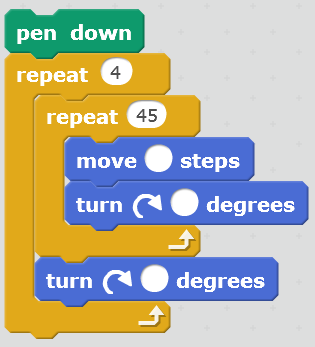 pen down
repeat 4
repeat 45
move steps
turn degrees
turn degrees